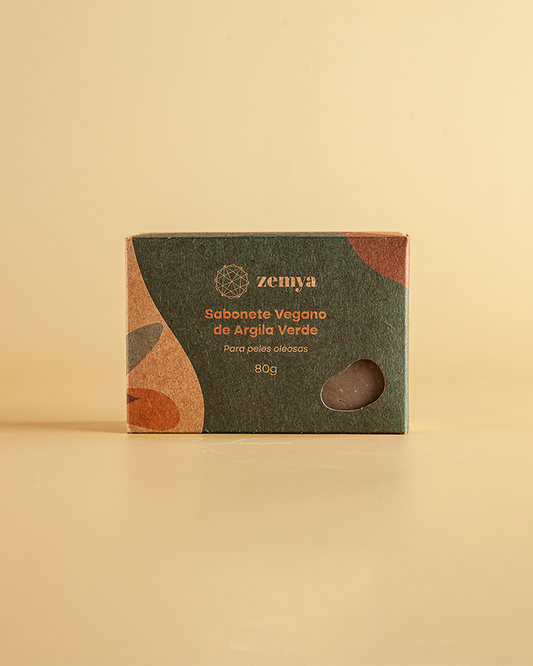 zemya
Sabonete Vegano
de Argila Verde
Para peles oleosas
80g